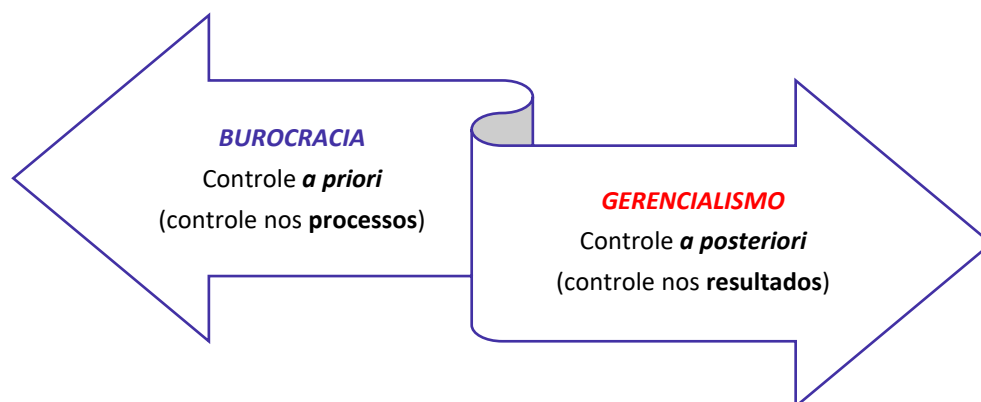 BUROCRACIA
Controle a priori
(controle nos processos)
GERENCIALISMO
Controle a posteriori
(controle nos resultados)